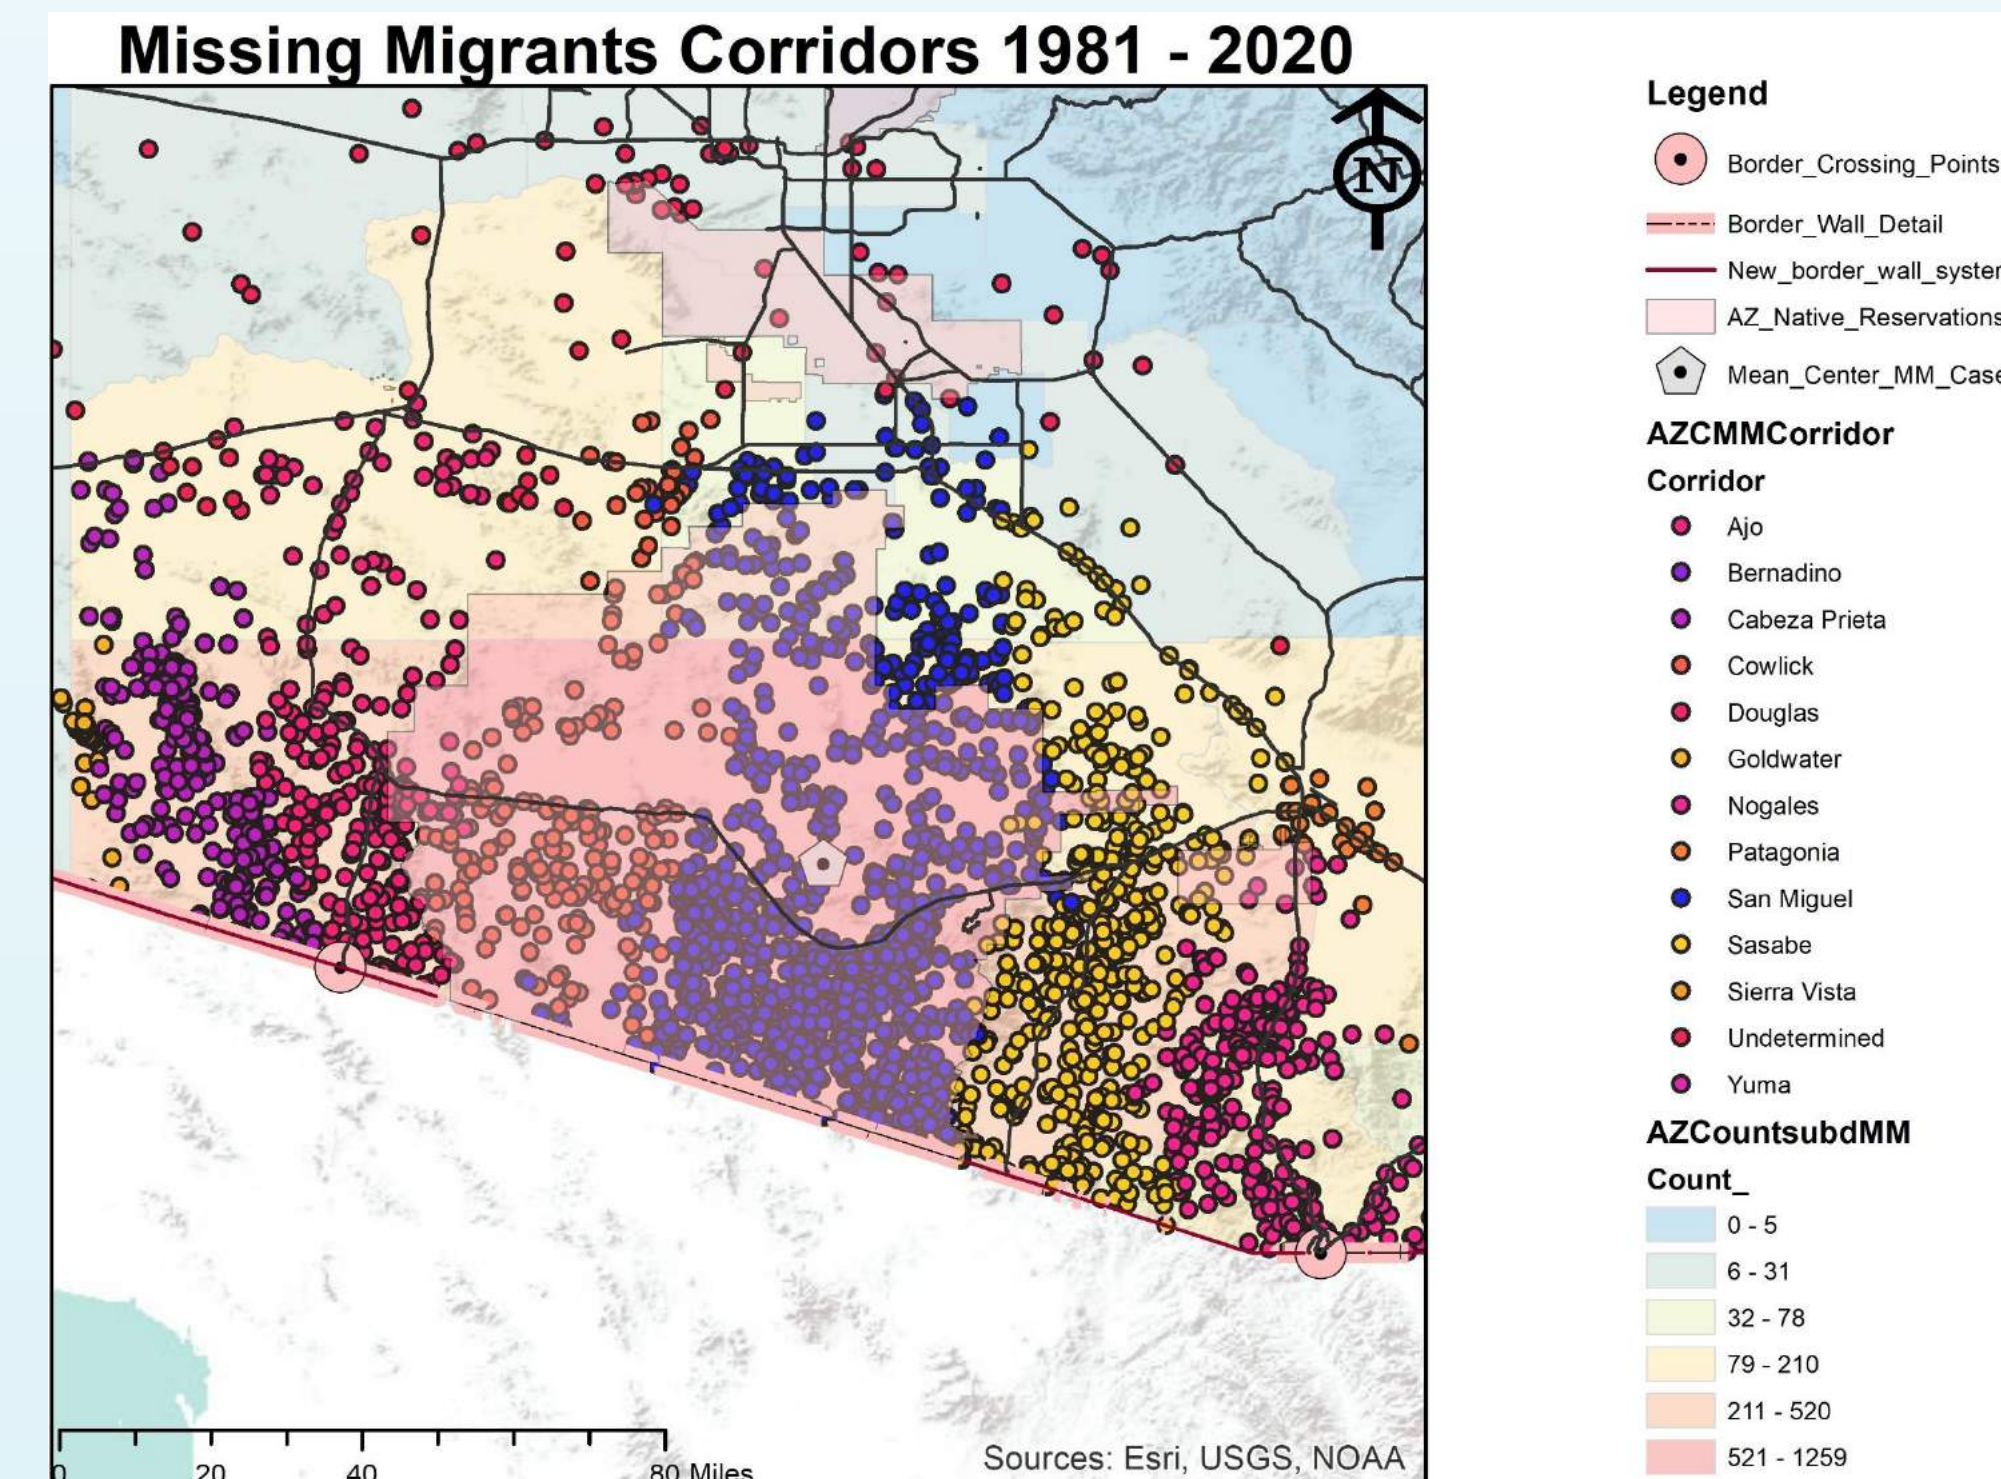 Missing Migrants Corridors 1981 - 2020
N
0 20 40 80 Miles
Sources: Esri, USGS, NOAA
Legend
Border_Crossing_Points
Border_Wall_Detail
New_border_wall_system
AZ_Native_Reservations
Mean_Center_MM_Case
AZCMMCorridor
Corridor
Ajo
Bernadino
Cabeza Prieta
Cowlick
Douglas
Goldwater
Nogales
Patagonia
San Miguel
Sasabe
Sierra Vista
Undetermined
Yuma
AZCountsubdMM
Count_
0 - 5
6 - 31
32 - 78
79 - 210
211 - 520
521 - 1259